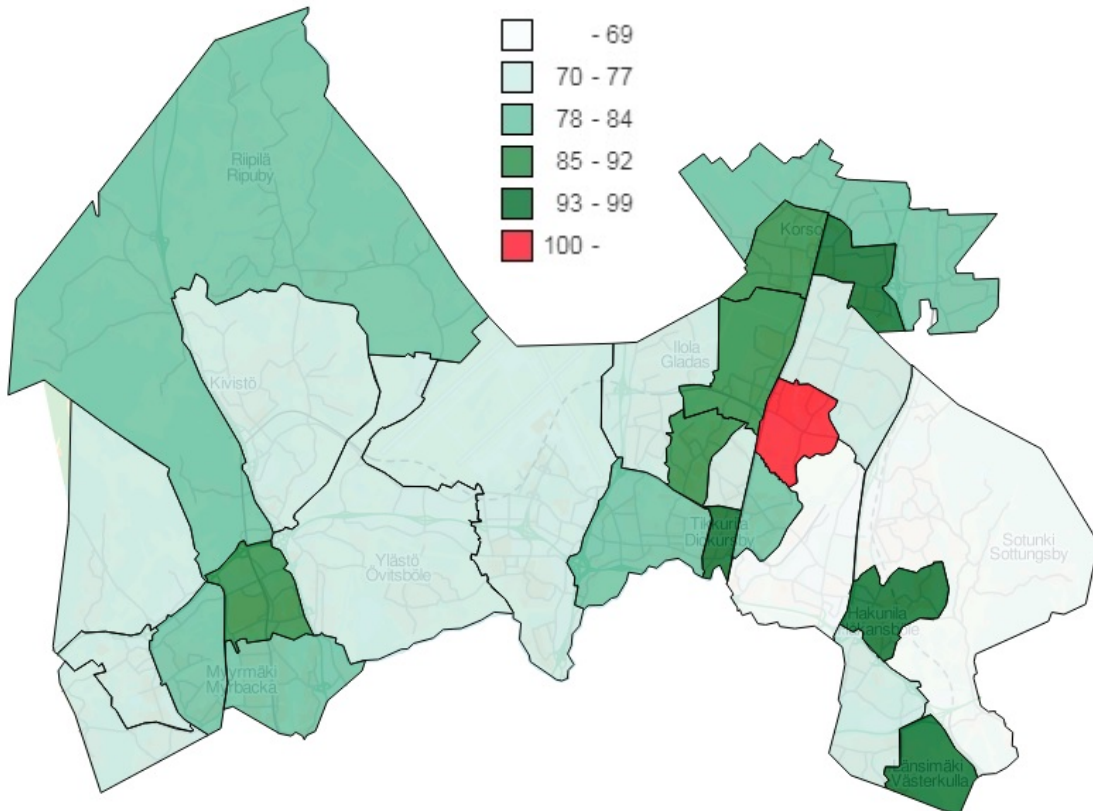 - 69
70 - 77
78 - 84
85 - 92
93 - 99
100 -
Riipilä
Ripuby
Korso
Ilola
Gladas
Kivistö
Tikkurila
Dickursby
Ylästö
Övitsböle
Sotunki
Sottungsby
Hakunila
Myyrmäki
Myrbacka
Länsimäki
Västerkulla